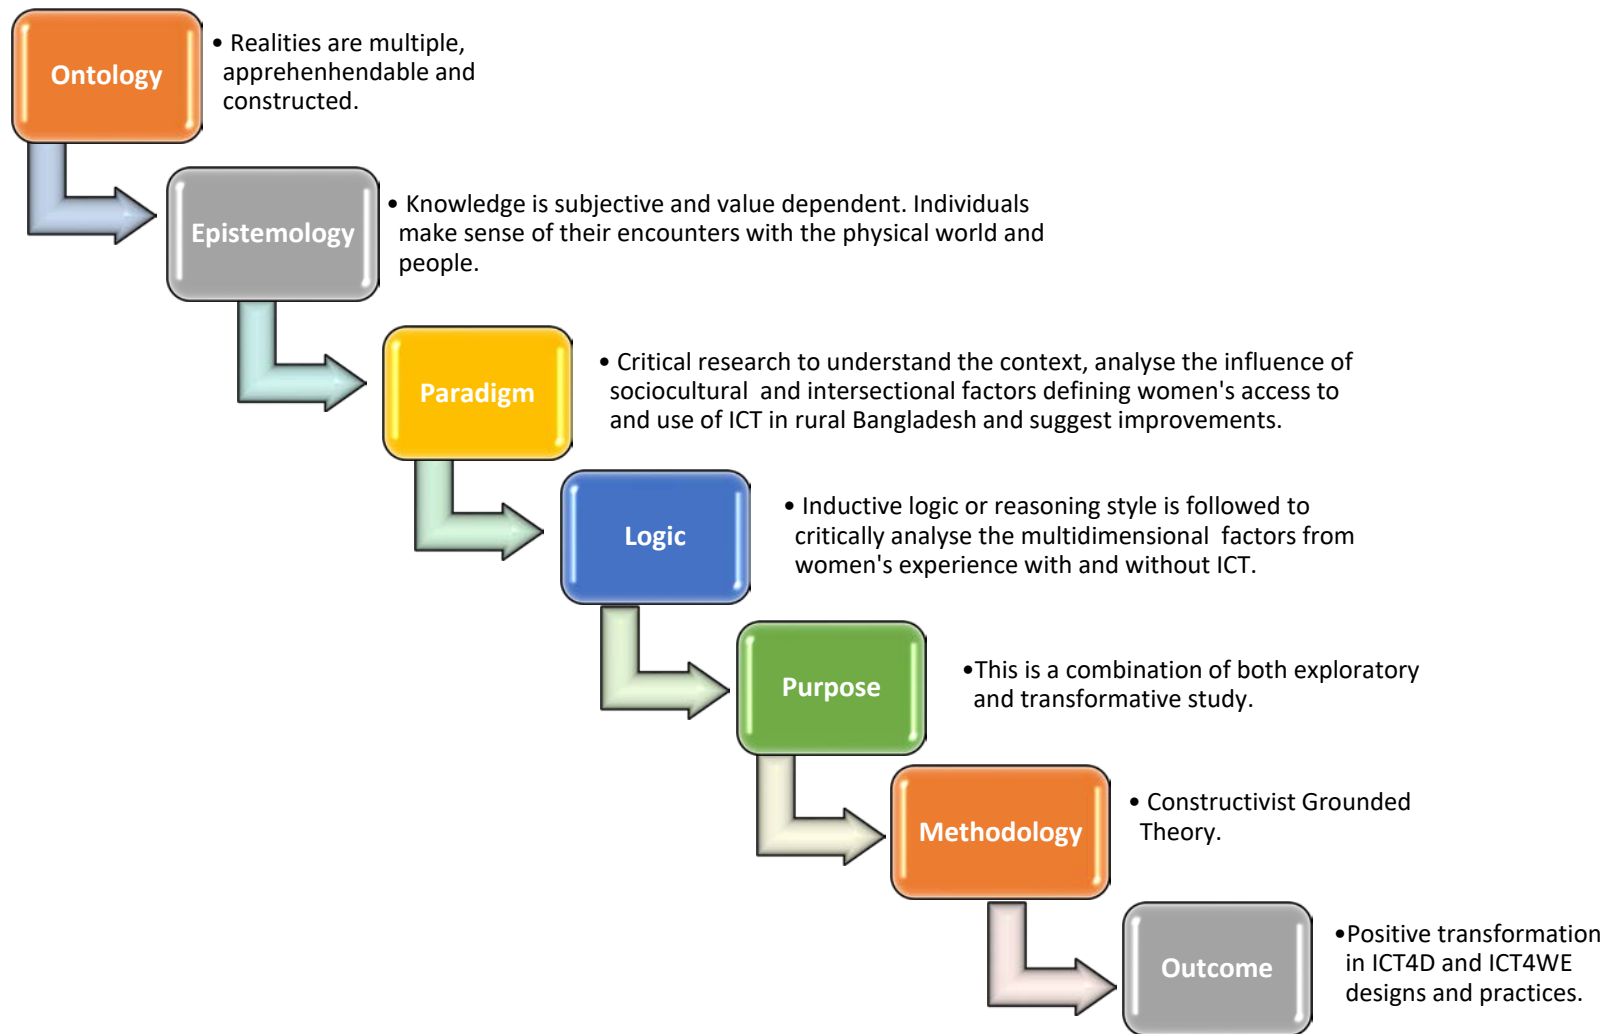 Ontology
• Realities are multiple,
apprehenhendable and
constructed.
Epistemology
• Knowledge is subjective and value dependent. Individuals
make sense of their encounters with the physical world and
people.
Paradigm
• Critical research to understand the context, analyse the influence of
sociocultural  and intersectional factors defining women's access to
and use of ICT in rural Bangladesh and suggest improvements.
Logic
• Inductive logic or reasoning style is followed to
critically analyse the multidimensional  factors from
women's experience with and without ICT.
Purpose
•This is a combination of both exploratory
and transformative study.
Methodology
• Constructivist Grounded
Theory.
Outcome
•Positive transformation
in ICT4D and ICT4WE
designs and practices.